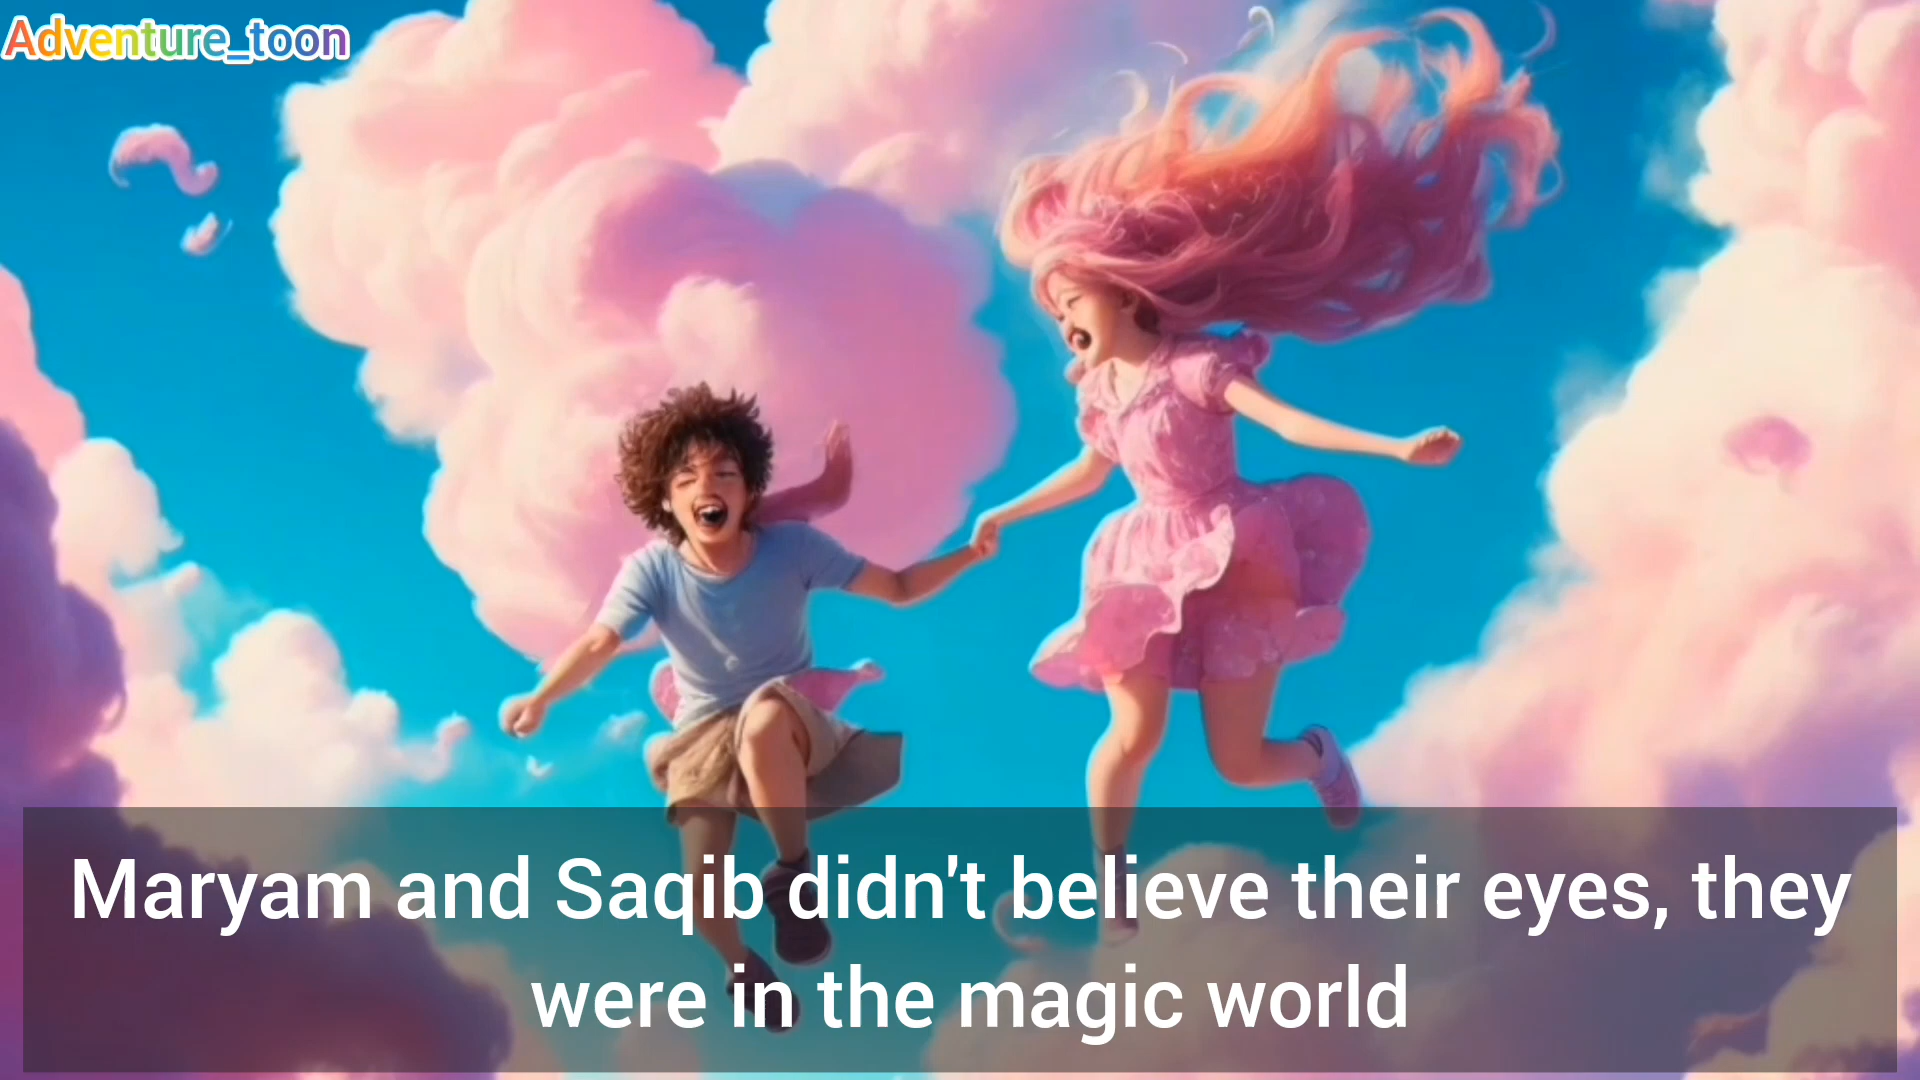 Adventure_toon
Maryam and Saqib didn't believe their eyes, they
were in the magic world